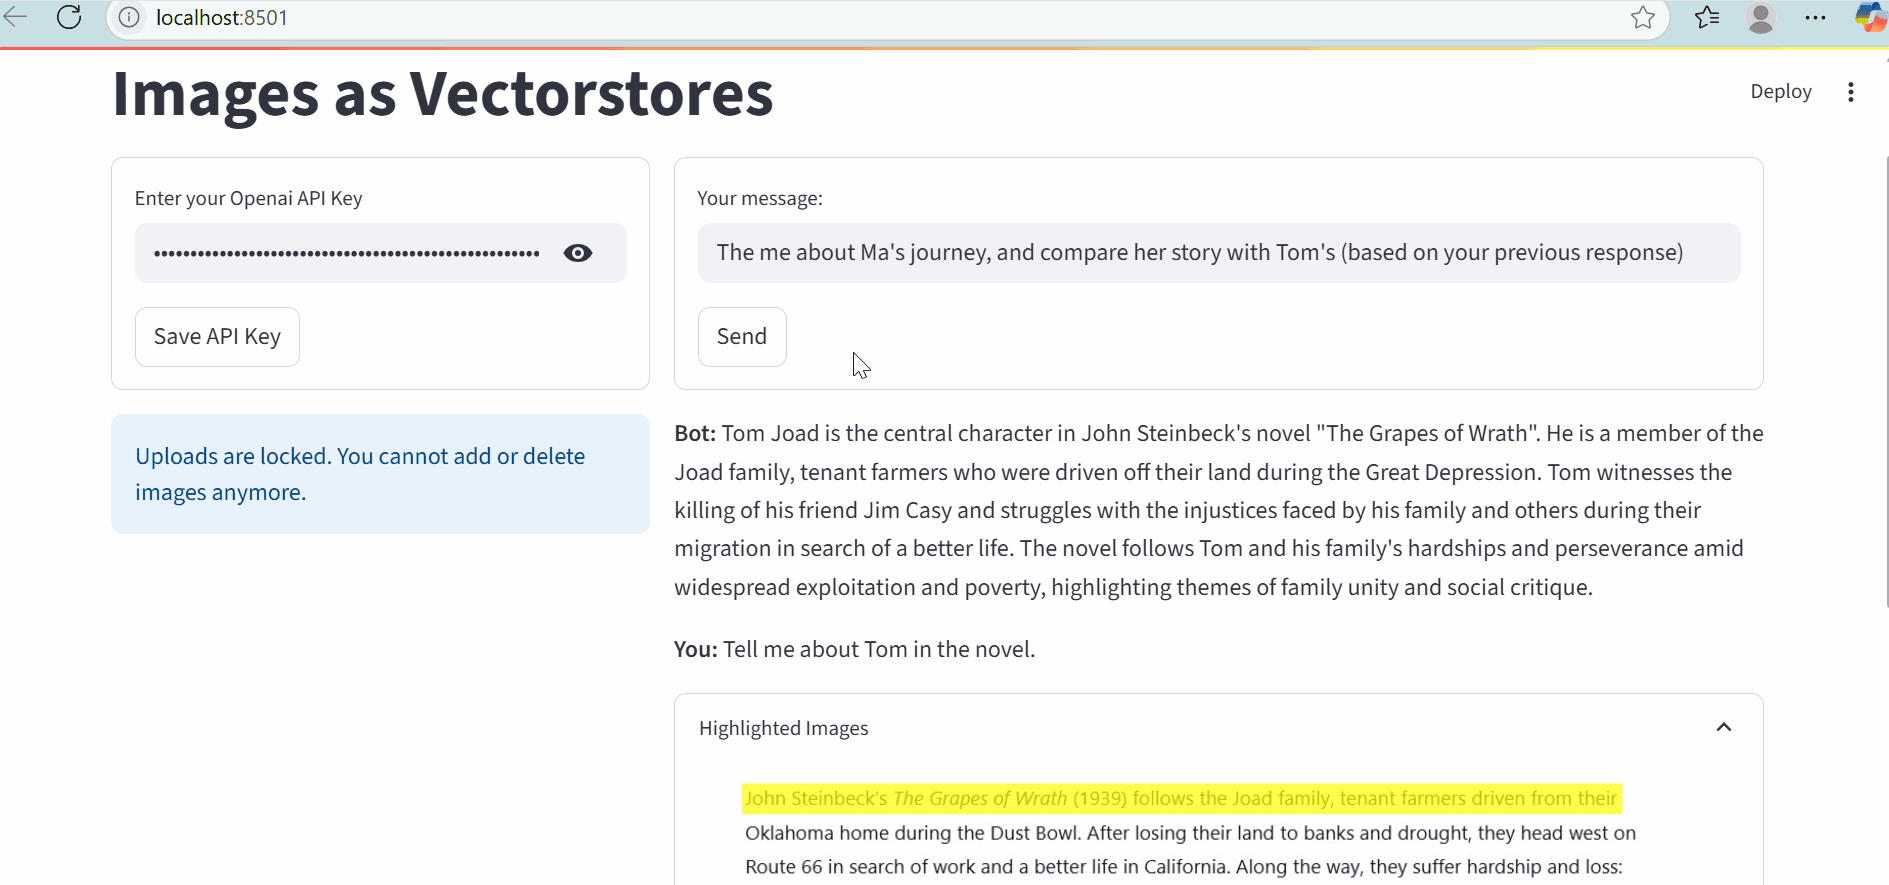 localhost:8501
Images as Vectorstores
Deploy
Enter your Openai API Key
Save API Key
Uploads are locked. You cannot add or delete
images anymore.
Your message:
The me about Ma's journey, and compare her story with Tom's (based on your previous response)
Send
Bot: Tom Joad is the central character in John Steinbeck's novel "The Grapes of Wrath". He is a member of the
Joad family, tenant farmers who were driven off their land during the Great Depression. Tom witnesses the
killing of his friend Jim Casy and struggles with the injustices faced by his family and others during their
migration in search of a better life. The novel follows Tom and his family's hardships and perseverance amid
widespread exploitation and poverty, highlighting themes of family unity and social critique.
You: Tell me about Tom in the novel.
Highlighted Images
John Steinbeck's The Grapes of Wrath (1939) follows the Joad family, tenant farmers driven from their
Oklahoma home during the Dust Bowl. After losing their land to banks and drought, they head west on
Route 66 in search of work and a better life in California. Along the way, they suffer hardship and loss: